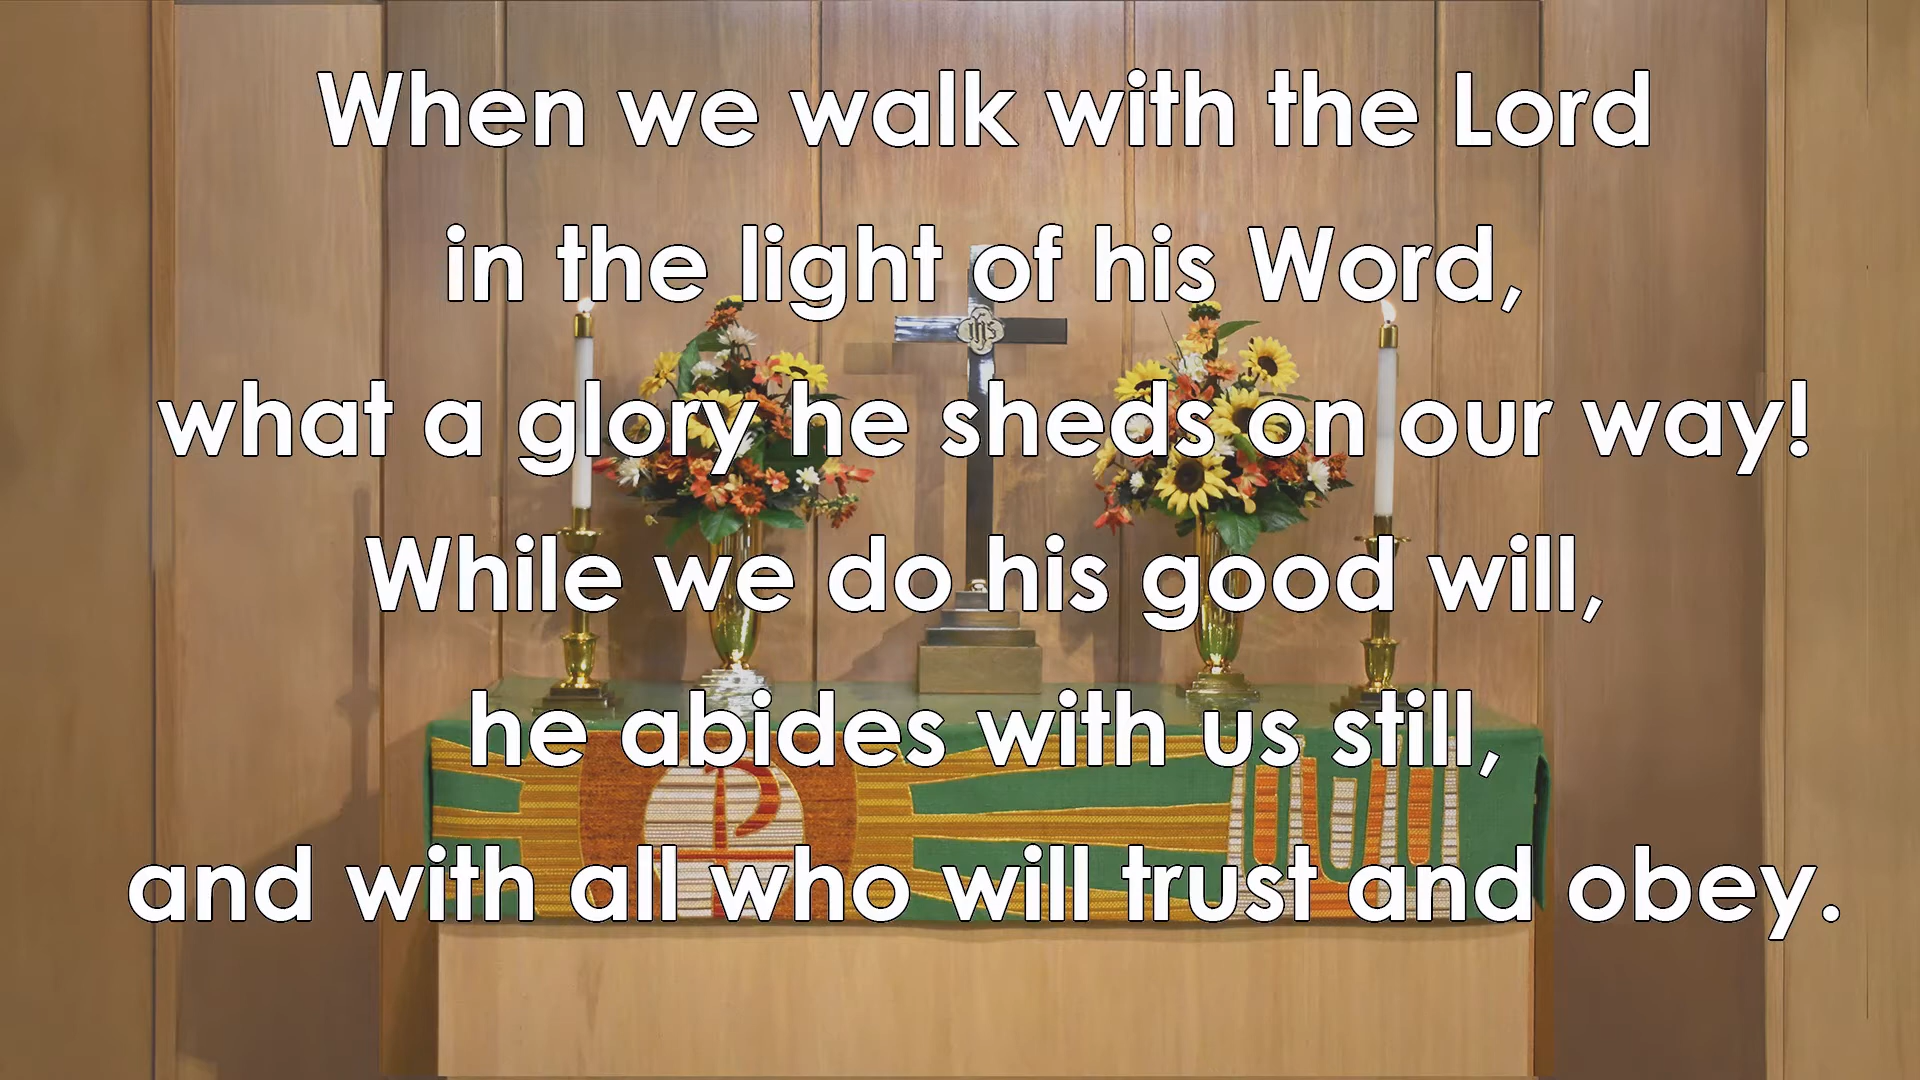 When we walk with the Lord
in the light of his Word,
what a glory he sheds on our way!
While we do his good will,
he abides with us still,
and with all who will trust and obey.
IHS